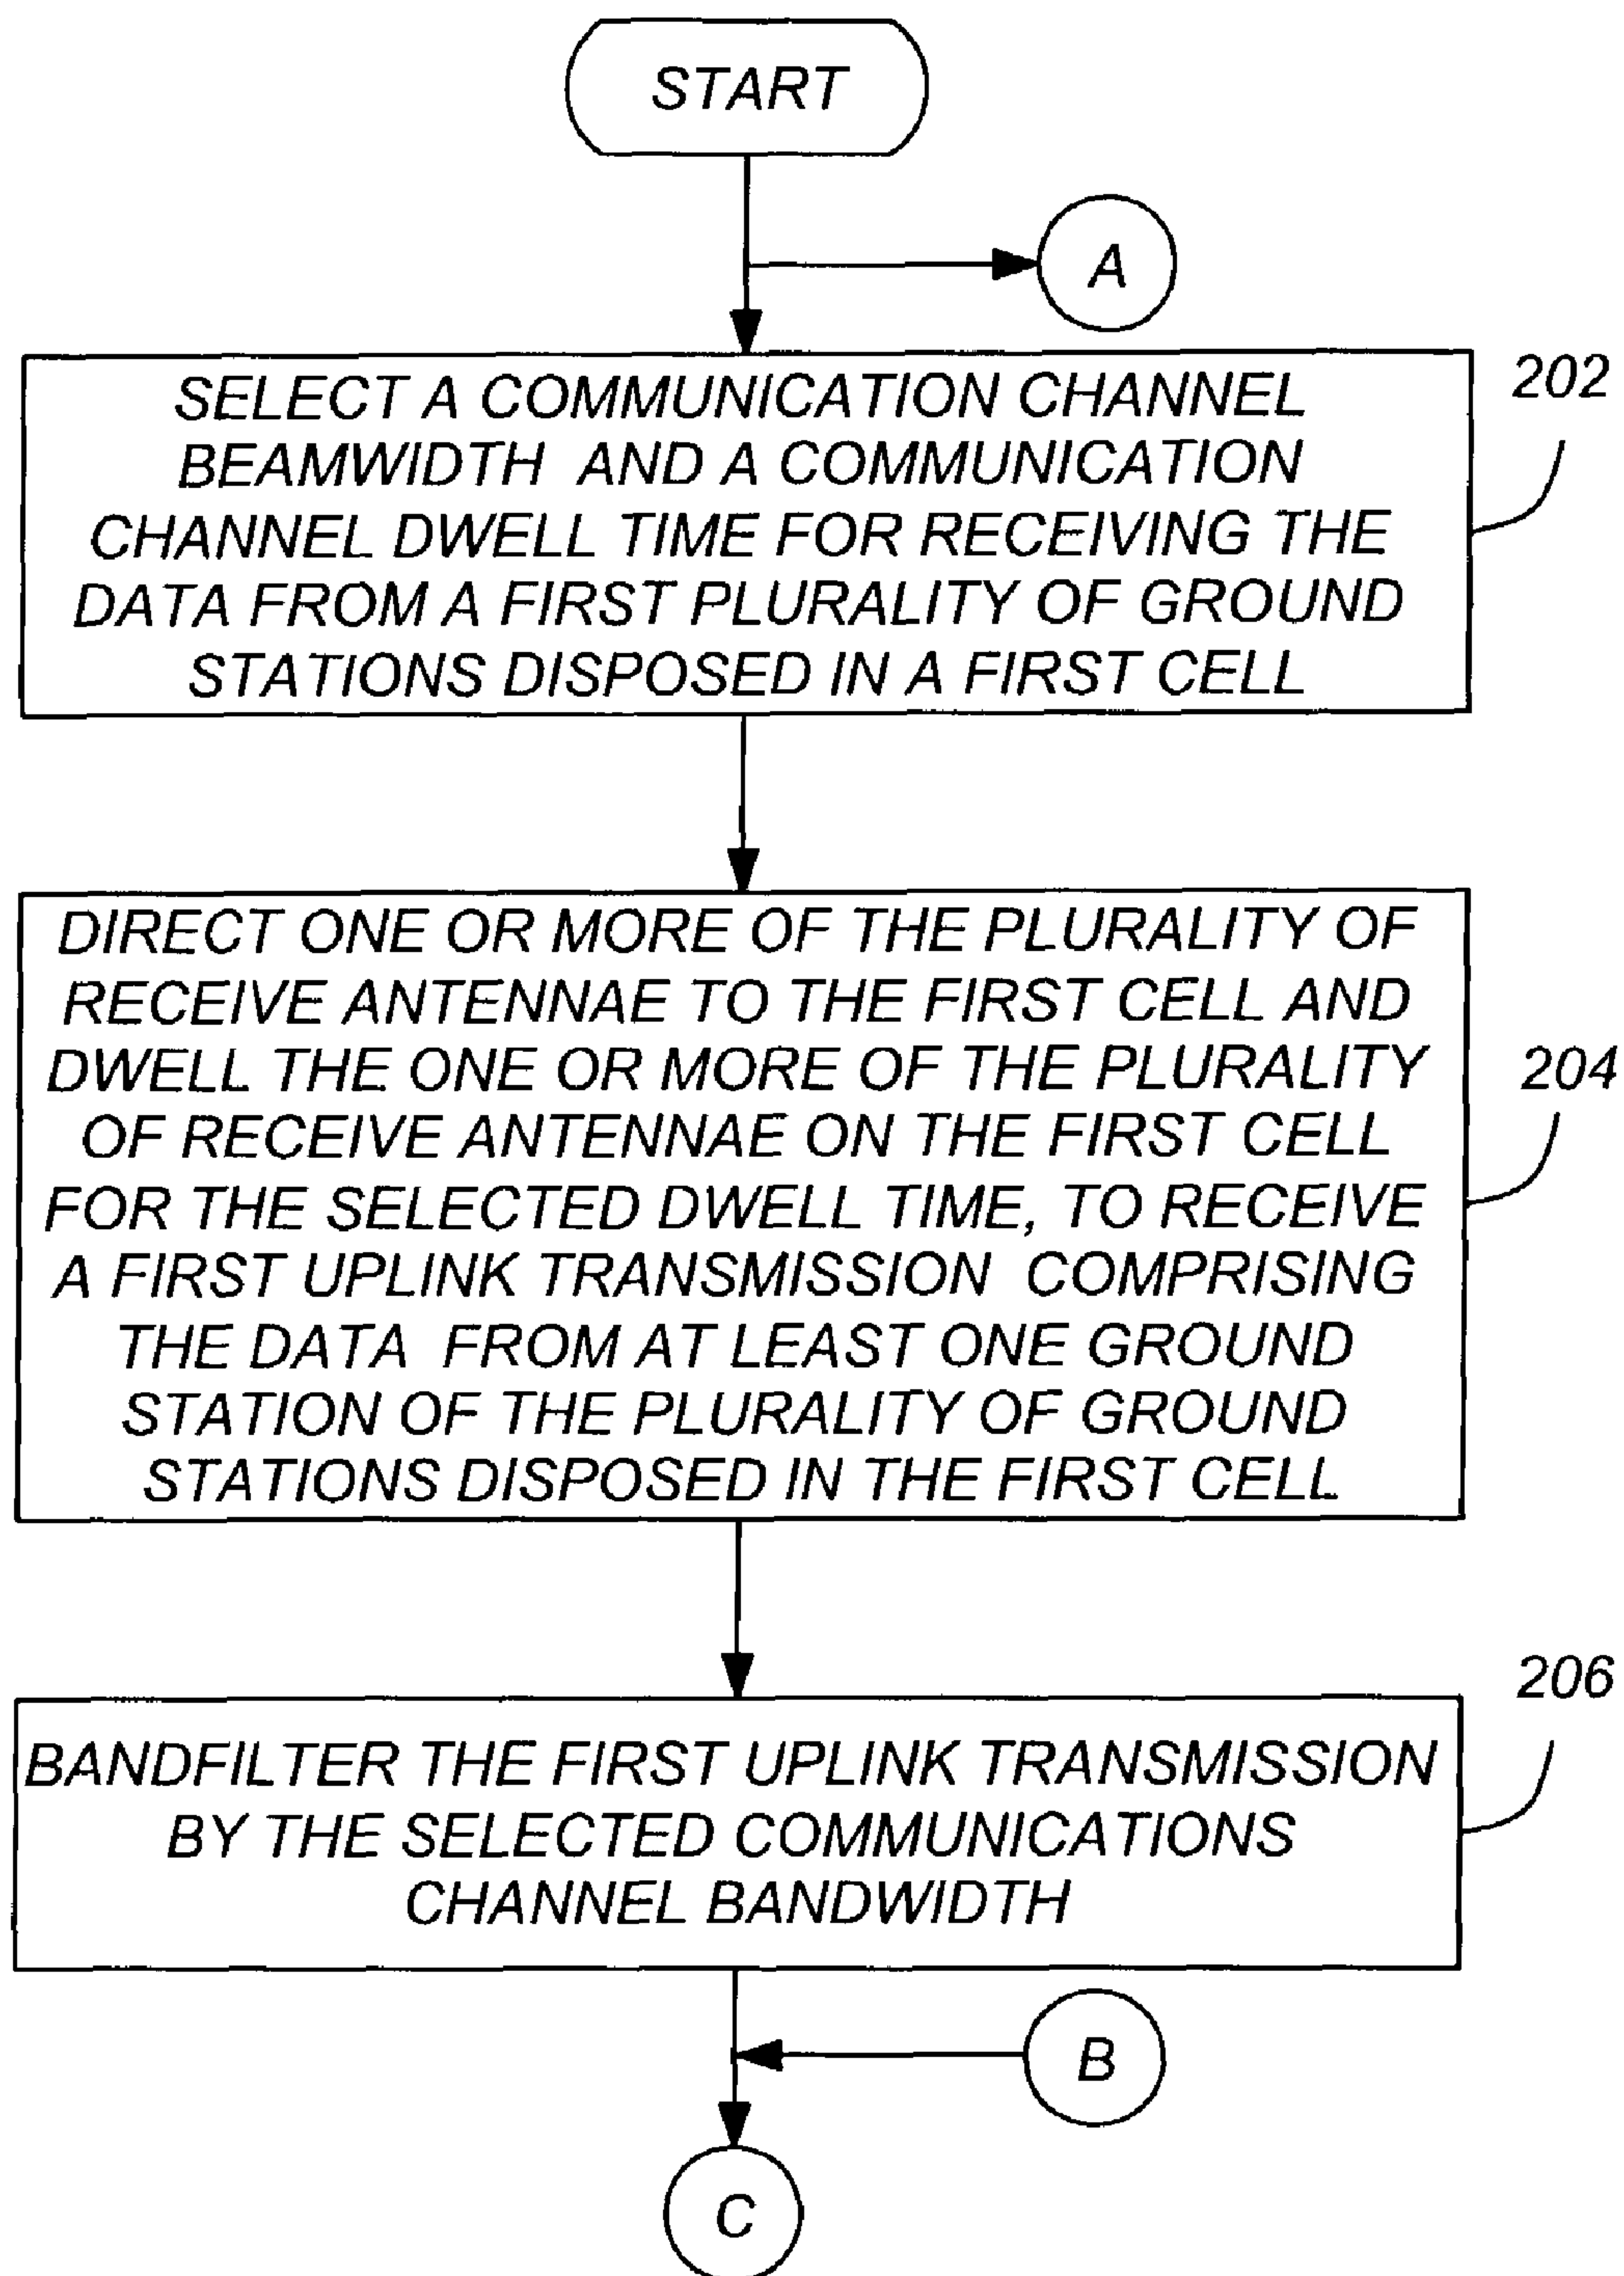 START
A
SELECT A COMMUNICATION CHANNEL
BEAMWIDTH AND A COMMUNICATION
CHANNEL DWELL TIME FOR RECEIVING THE
DATA FROM A FIRST PLURALITY OF GROUND
STATIONS DISPOSED IN A FIRST CELL
202
DIRECT ONE OR MORE OF THE PLURALITY OF
RECEIVE ANTENNAE TO THE FIRST CELL AND
DWELL THE ONE OR MORE OF THE PLURALITY
OF RECEIVE ANTENNAE ON THE FIRST CELL
FOR THE SELECTED DWELL TIME, TO RECEIVE
A FIRST UPLINK TRANSMISSION COMPRISING
THE DATA FROM AT LEAST ONE GROUND
STATION OF THE PLURALITY OF GROUND
STATIONS DISPOSED IN THE FIRST CELL
204
BANDFILTER THE FIRST UPLINK TRANSMISSION
BY THE SELECTED COMMUNICATIONS
CHANNEL BANDWIDTH
206
B
C